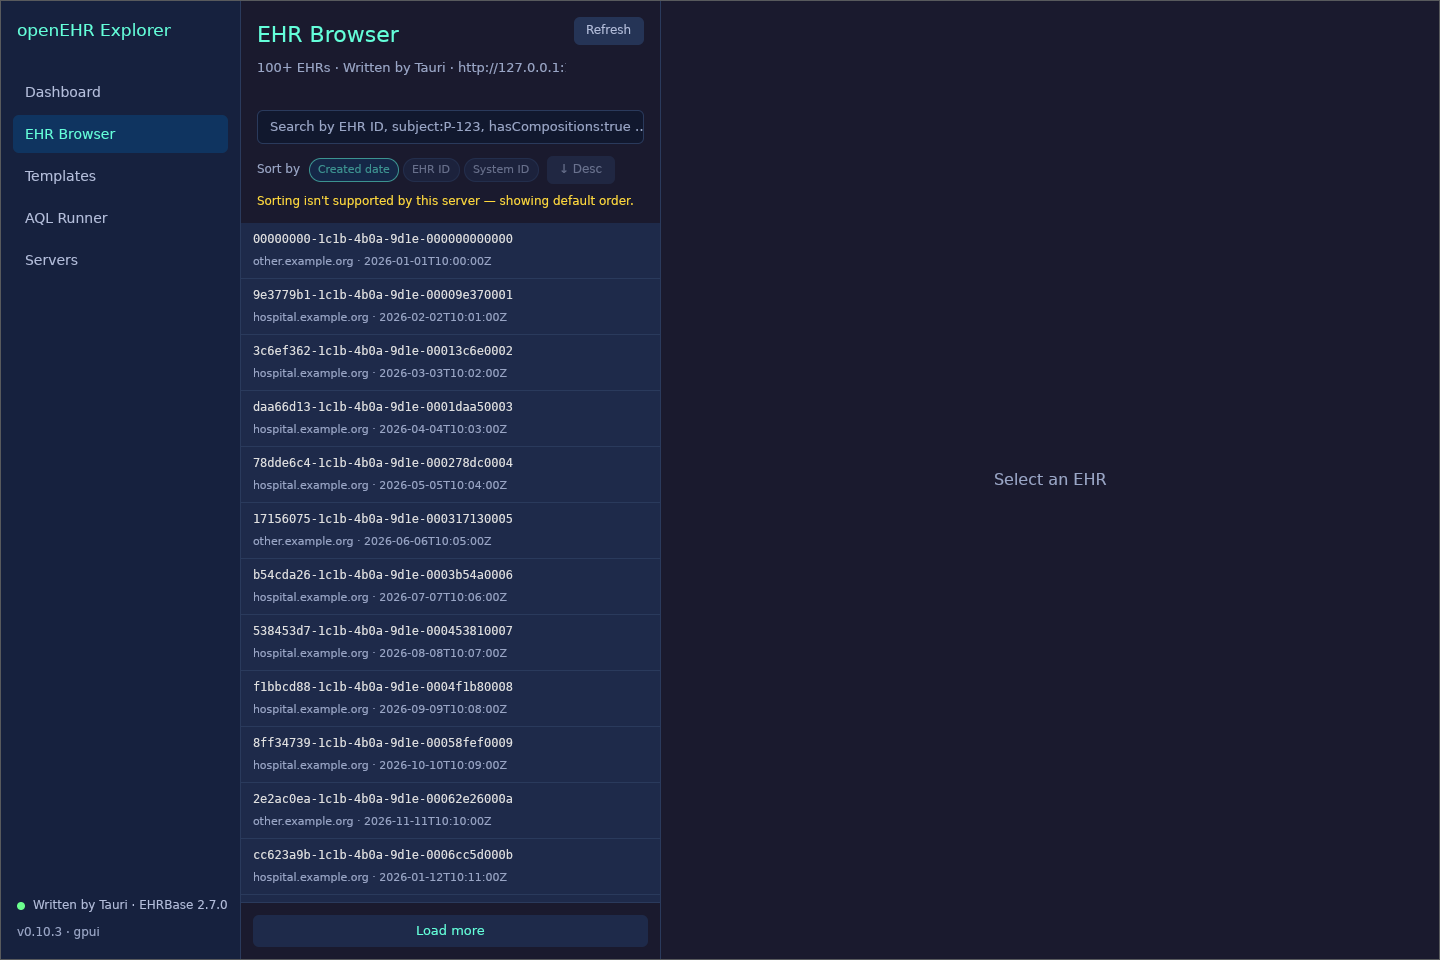 openEHR Explorer
Dashboard
EHR Browser
Templates
AQL Runner
Servers
Written by Tauri · EHRBase 2.7.0
v0.10.3 · gpui
EHR Browser
Refresh
100+ EHRs · Written by Tauri · http://127.0.0.1:
Search by EHR ID, subject:P-123, hasCompositions:true ..
Sort by Created date EHR ID System ID ↓ Desc
Sorting isn't supported by this server — showing default order.
00000000-1c1b-4b0a-9d1e-000000000000
other.example.org · 2026-01-01T10:00:00Z
9e3779b1-1c1b-4b0a-9d1e-00009e370001
hospital.example.org · 2026-02-02T10:01:00Z
3c6ef362-1c1b-4b0a-9d1e-00013c6e0002
hospital.example.org · 2026-03-03T10:02:00Z
daa66d13-1c1b-4b0a-9d1e-0001daa50003
hospital.example.org · 2026-04-04T10:03:00Z
78dde6c4-1c1b-4b0a-9d1e-000278dc0004
hospital.example.org · 2026-05-05T10:04:00Z
17156075-1c1b-4b0a-9d1e-000317130005
other.example.org · 2026-06-06T10:05:00Z
b54cda26-1c1b-4b0a-9d1e-0003b54a0006
hospital.example.org · 2026-07-07T10:06:00Z
538453d7-1c1b-4b0a-9d1e-000453810007
hospital.example.org · 2026-08-08T10:07:00Z
f1bbcd88-1c1b-4b0a-9d1e-0004f1b80008
hospital.example.org · 2026-09-09T10:08:00Z
8ff34739-1c1b-4b0a-9d1e-00058fef0009
hospital.example.org · 2026-10-10T10:09:00Z
2e2ac0ea-1c1b-4b0a-9d1e-00062e26000a
other.example.org · 2026-11-11T10:10:00Z
cc623a9b-1c1b-4b0a-9d1e-0006cc5d000b
hospital.example.org · 2026-01-12T10:11:00Z
Load more
Select an EHR